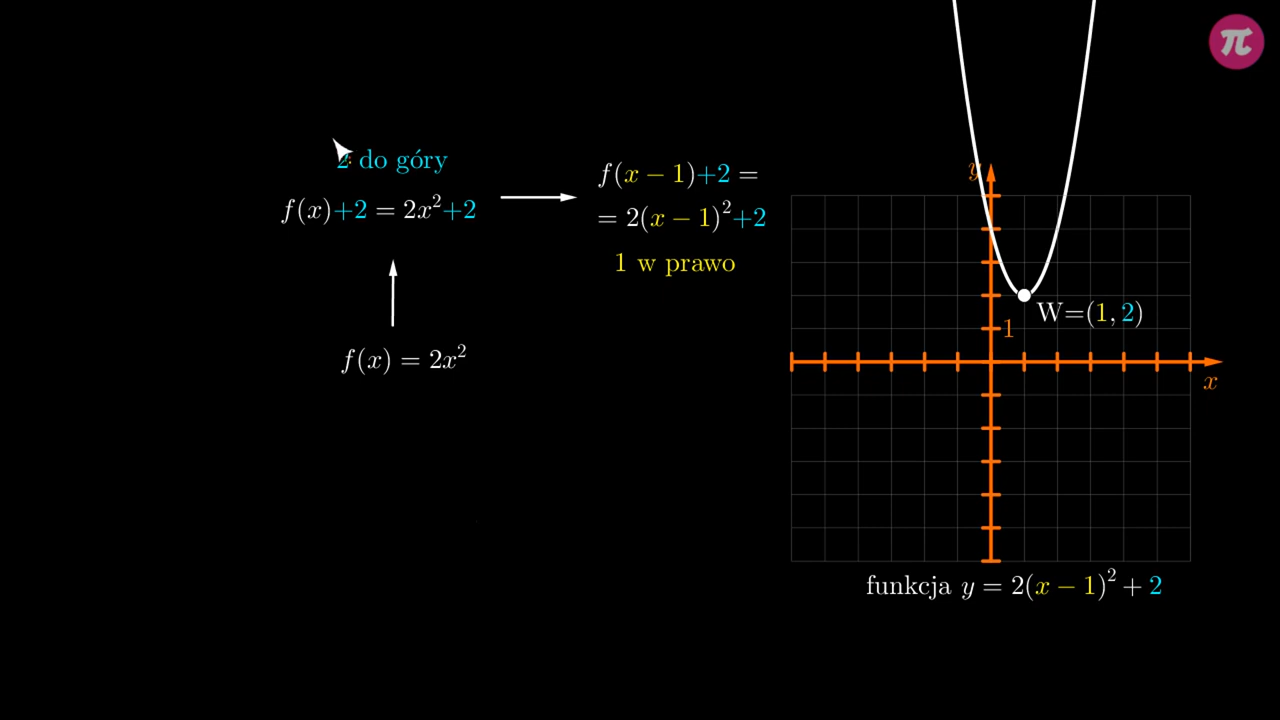 π
2 do góry
f(x)+2 = 2x²+2
f(x) = 2x²
f(x − 1)+2 =
= 2(x − 1)²+2
1 w prawo
y
W=(1, 2)
1
x
funkcja y = 2(x − 1)² + 2